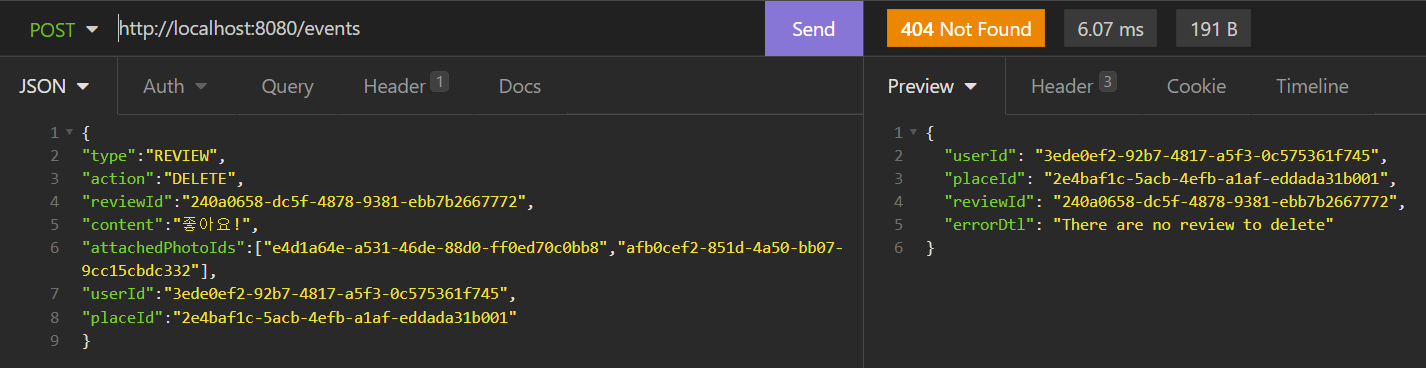 POST http://localhost:8080/events Send
JSON Auth Query Header 1 Docs
1 {
2 "type":"REVIEW",
3 "action":"DELETE",
4 "reviewId":"240a0658-dc5f-4878-9381-ebb7b2667772",
5 "content":"좋아요!",
6 "attachedPhotoIds":["e4d1a64e-a531-46de-88d0-ff0ed70c0bb8","afb0cef2-851d-4a50-bb07-
9cc15cbdc332"],
7 "userId":"3ede0ef2-92b7-4817-a5f3-0c575361f745",
8 "placeId":"2e4baf1c-5acb-4efb-a1af-eddada31b001"
9 }
404 Not Found 6.07 ms 191 B
Preview Header 3 Cookie Timeline
1 {
2 "userId": "3ede0ef2-92b7-4817-a5f3-0c575361f745",
3 "placeId": "2e4baf1c-5acb-4efb-a1af-eddada31b001",
4 "reviewId": "240a0658-dc5f-4878-9381-ebb7b2667772",
5 "errorDtl": "There are no review to delete"
6 }